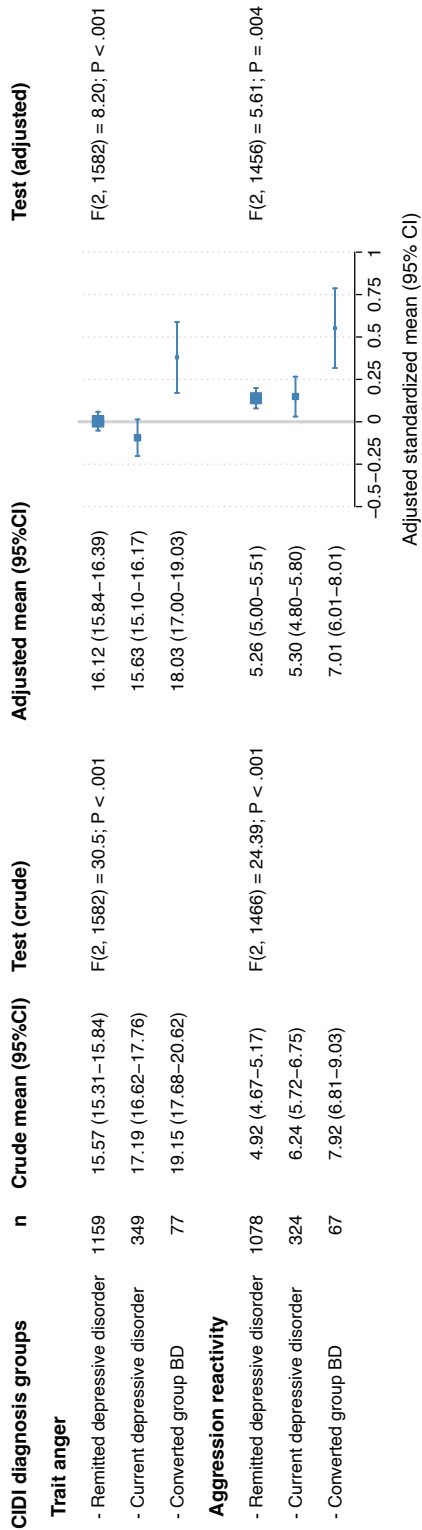 CIDI diagnosis groups n Crude mean (95%CI) Test (crude) Adjusted mean (95%CI) Test (adjusted)
Trait anger
- Remitted depressive disorder 1159 15.57 (15.31−15.84) F(2, 1582) = 30.5; P < .001 16.12 (15.84−16.39) F(2, 1582) = 8.20; P < .001
- Current depressive disorder 349 17.19 (16.62−17.76) 15.63 (15.10−16.17)
- Converted group BD 77 19.15 (17.68−20.62) 18.03 (17.00−19.03)
Aggression reactivity
- Remitted depressive disorder 1078 4.92 (4.67−5.17) F(2, 1466) = 24.39; P < .001 5.26 (5.00−5.51) F(2, 1456) = 5.61; P = .004
- Current depressive disorder 324 6.24 (5.72−6.75) 5.30 (4.80−5.80)
- Converted group BD 67 7.92 (6.81−9.03) 7.01 (6.01−8.01)
−0.5 −0.25 0 0.25 0.5 0.75 1
Adjusted standardized mean (95% CI)